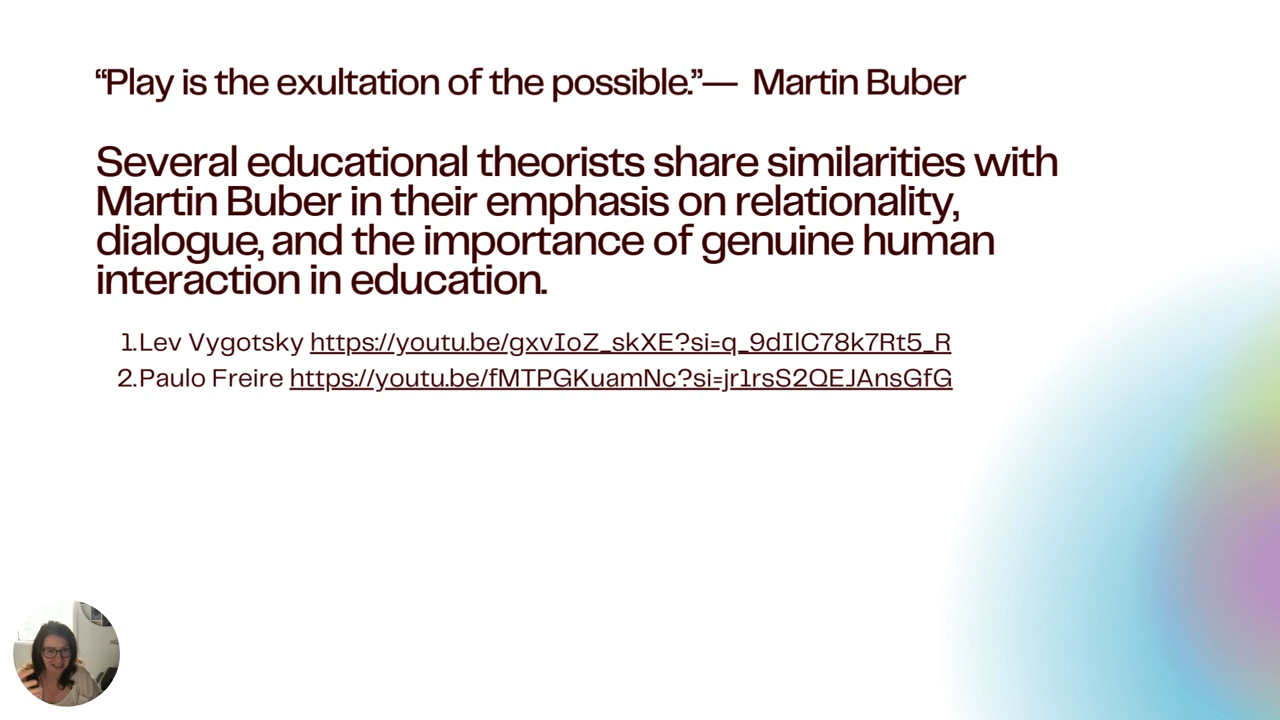 “Play is the exultation of the possible.”— Martin Buber
Several educational theorists share similarities with
Martin Buber in their emphasis on relationality,
dialogue, and the importance of genuine human
interaction in education.
1.Lev Vygotsky https://youtu.be/gxvIoZ_skXE?si=q_9dIlC78k7Rt5_R
2.Paulo Freire https://youtu.be/fMTPGKuamNc?si=jr1rsS2QEJAnsGfG